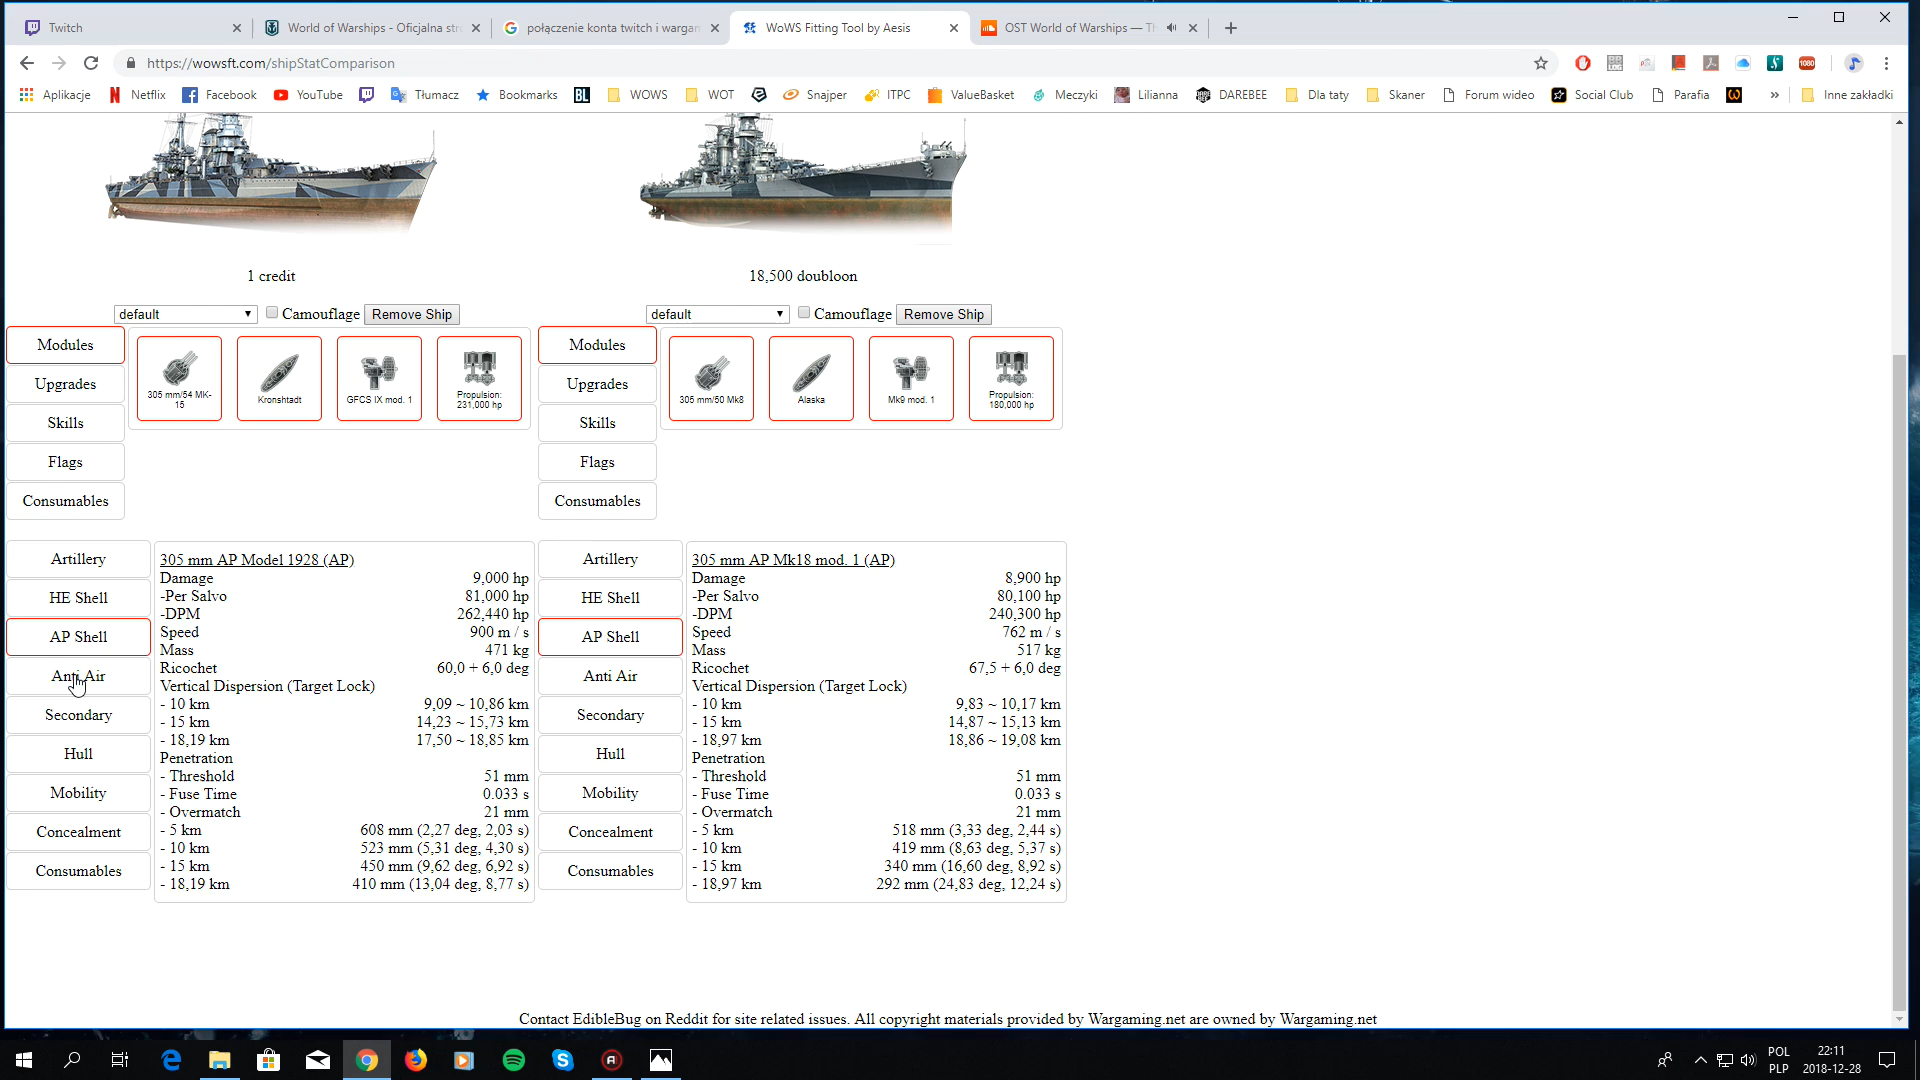 Twitch
World of Warships - Oficjalna str
połączenie konta twitch i wargam
WoWS Fitting Tool by Aesis
OST World of Warships — Th
https://wowsft.com/shipStatComparison
1080
Aplikacje
Netflix
Facebook
YouTube
Tłumacz
Bookmarks
BL
WOWS
WOT
Snajper
ITPC
ValueBasket
Meczyki
Lilianna
DAREBEE
Dla taty
Skaner
Forum wideo
Social Club
Parafia
»
Inne zakładki
1 credit
18,500 doubloon
default
Camouflage
Remove Ship
default
Camouflage
Remove Ship
Modules
Upgrades
Skills
Flags
Consumables
305 mm/54 MK-
15
Kronshtadt
GFCS IX mod. 1
Propulsion:
231,000 hp
Modules
Upgrades
Skills
Flags
Consumables
305 mm/50 Mk8
Alaska
Mk9 mod. 1
Propulsion:
180,000 hp
Artillery
HE Shell
AP Shell
Anti Air
Secondary
Hull
Mobility
Concealment
Consumables
305 mm AP Model 1928 (AP)
Damage 9,000 hp
-Per Salvo 81,000 hp
-DPM 262,440 hp
Speed 900 m / s
Mass 471 kg
Ricochet 60,0 + 6,0 deg
Vertical Dispersion (Target Lock)
- 10 km 9,09 ~ 10,86 km
- 15 km 14,23 ~ 15,73 km
- 18,19 km 17,50 ~ 18,85 km
Penetration
- Threshold 51 mm
- Fuse Time 0.033 s
- Overmatch 21 mm
- 5 km 608 mm (2,27 deg, 2,03 s)
- 10 km 523 mm (5,31 deg, 4,30 s)
- 15 km 450 mm (9,62 deg, 6,92 s)
- 18,19 km 410 mm (13,04 deg, 8,77 s)
Artillery
HE Shell
AP Shell
Anti Air
Secondary
Hull
Mobility
Concealment
Consumables
305 mm AP Mk18 mod. 1 (AP)
Damage 8,900 hp
-Per Salvo 80,100 hp
-DPM 240,300 hp
Speed 762 m / s
Mass 517 kg
Ricochet 67,5 + 6,0 deg
Vertical Dispersion (Target Lock)
- 10 km 9,83 ~ 10,17 km
- 15 km 14,87 ~ 15,13 km
- 18,97 km 18,86 ~ 19,08 km
Penetration
- Threshold 51 mm
- Fuse Time 0.033 s
- Overmatch 21 mm
- 5 km 518 mm (3,33 deg, 2,44 s)
- 10 km 419 mm (8,63 deg, 5,37 s)
- 15 km 340 mm (16,60 deg, 8,92 s)
- 18,97 km 292 mm (24,83 deg, 12,24 s)
Contact EdibleBug on Reddit for site related issues. All copyright materials provided by Wargaming.net are owned by Wargaming.net
POL
PLP
22:11
2018-12-28